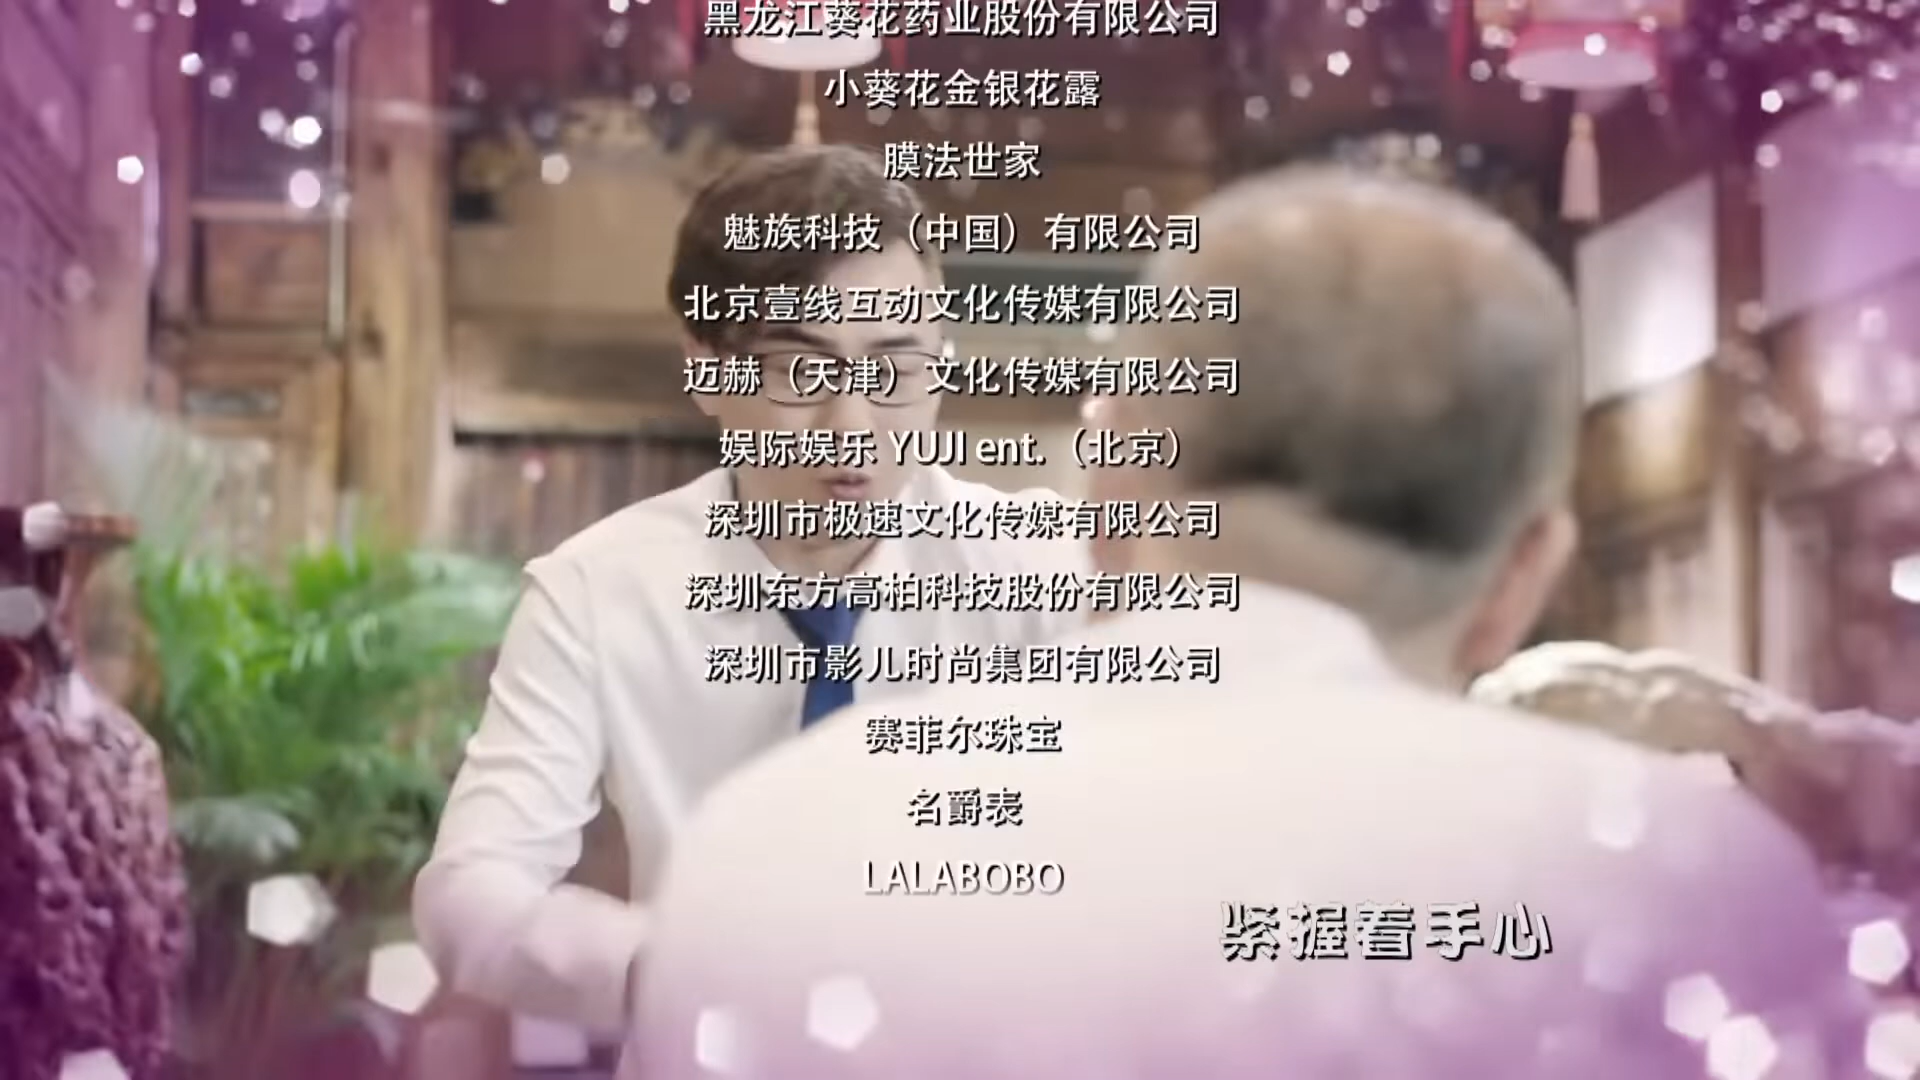 黑龙江葵花药业股份有限公司
小葵花金银花露
膜法世家
魅族科技（中国）有限公司
北京壹线互动文化传媒有限公司
迈赫（天津）文化传媒有限公司
娱际娱乐 YUJI ent.（北京）
深圳市极速文化传媒有限公司
深圳东方高柏科技股份有限公司
深圳市影儿时尚集团有限公司
赛菲尔珠宝
名爵表
LALABOBO
紧握着手心